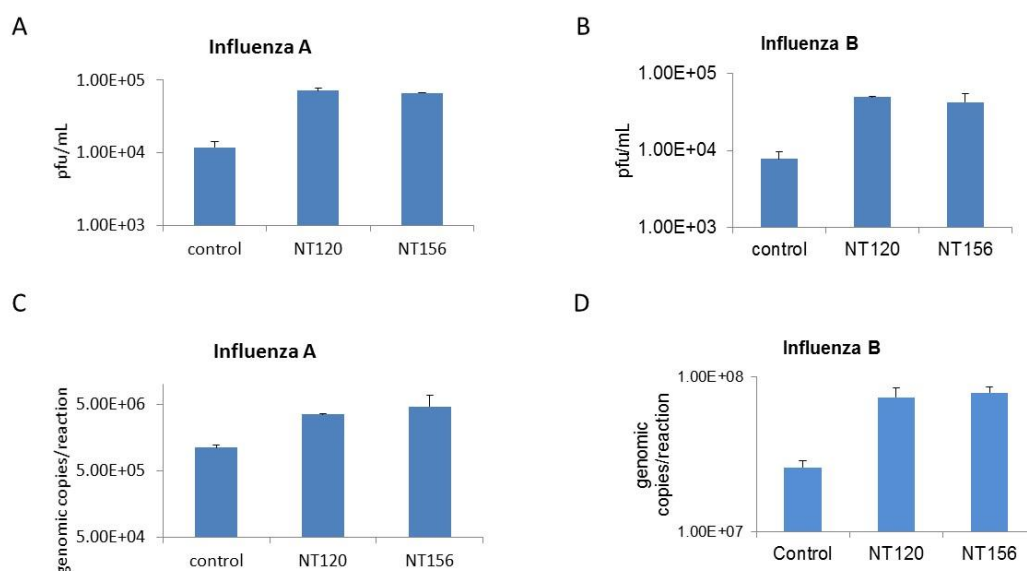 A
Influenza A
1.00E+05
1.00E+04
1.00E+03
pfu/mL
control NT120 NT156
B
Influenza B
1.00E+05
1.00E+04
1.00E+03
pfu/mL
control NT120 NT156
C
Influenza A
5.00E+06
5.00E+05
5.00E+04
genomic copies/reaction
control NT120 NT156
D
Influenza B
1.00E+08
1.00E+07
genomic
copies/reaction
Control NT120 NT156